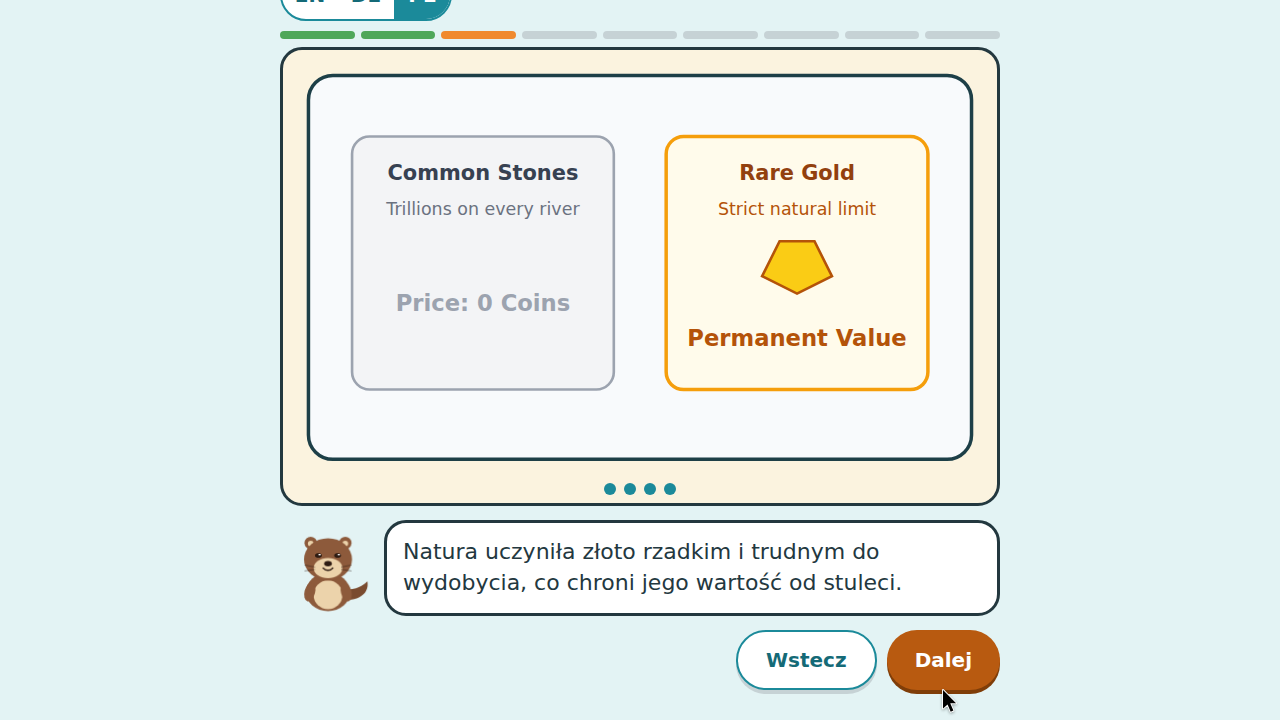 Common Stones
Trillions on every river
Price: 0 Coins
Rare Gold
Strict natural limit
Permanent Value
Natura uczyniła złoto rzadkim i trudnym do
wydobycia, co chroni jego wartość od stuleci.
Wstecz
Dalej